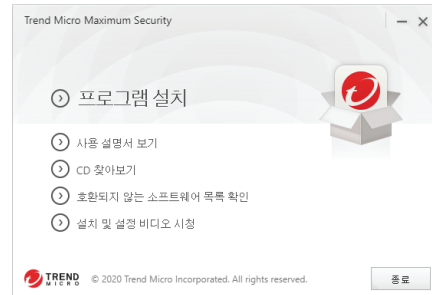 Trend Micro Maximum Security
프로그램 설치
사용 설명서 보기
CD 찾아보기
호환되지 않는 소프트웨어 목록 확인
설치 및 설정 비디오 시청
TREND
MICRO
© 2020 Trend Micro Incorporated. All rights reserved.
종료